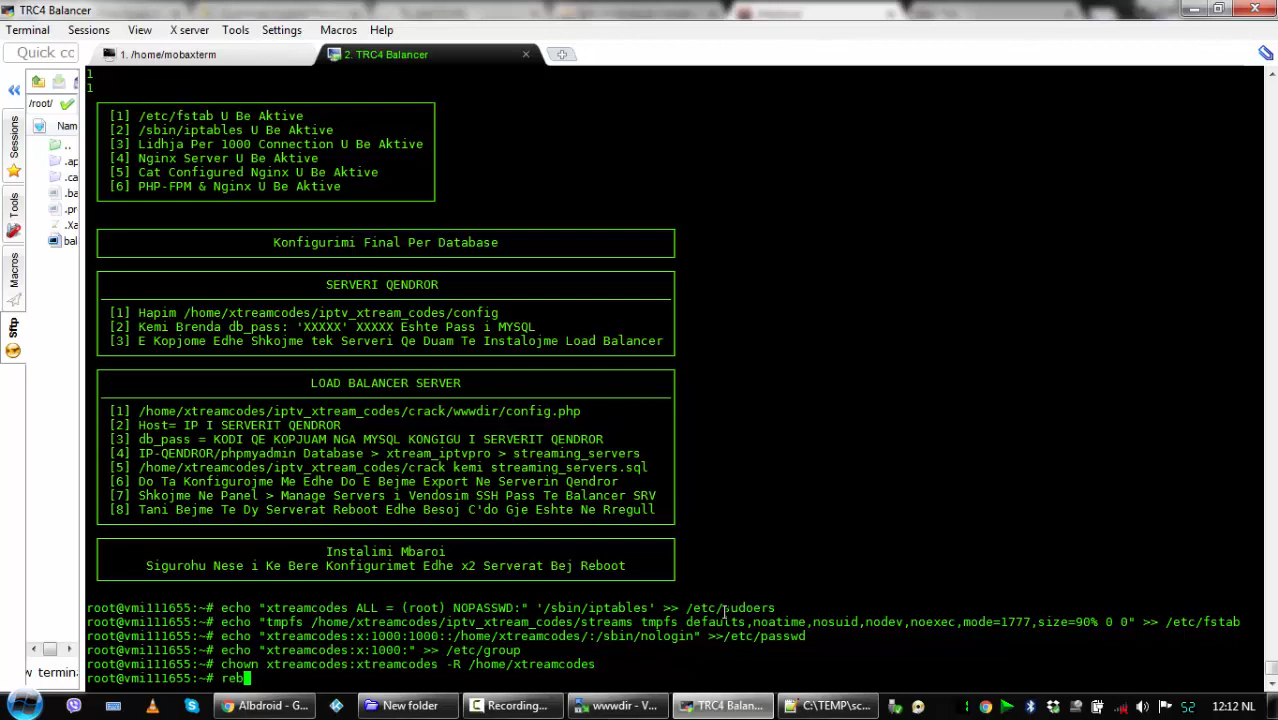 TRC4 Balancer
Terminal Sessions View X server Tools Settings Macros Help
Quick cc
1. /home/mobaxterm
2. TRC4 Balancer
/root/
Nam
..
.ap
.ca
.ba
.pr
.Xa
bal
Sessions
Tools
Macros
Sftp
1
1
[1] /etc/fstab U Be Aktive
[2] /sbin/iptables U Be Aktive
[3] Lidhja Per 1000 Connection U Be Aktive
[4] Nginx Server U Be Aktive
[5] Cat Configured Nginx U Be Aktive
[6] PHP-FPM & Nginx U Be Aktive
Konfigurimi Final Per Database
SERVERI QENDROR
[1] Hapim /home/xtreamcodes/iptv_xtream_codes/config
[2] Kemi Brenda db_pass: 'XXXXX' XXXXX Eshte Pass i MYSQL
[3] E Kopjome Edhe Shkojme tek Serveri Qe Duam Te Instalojme Load Balancer
LOAD BALANCER SERVER
[1] /home/xtreamcodes/iptv_xtream_codes/crack/wwwdir/config.php
[2] Host= IP I SERVERIT QENDROR
[3] db_pass = KODI QE KOPJUAM NGA MYSQL KONGIGU I SERVERIT QENDROR
[4] IP-QENDROR/phpmyadmin Database > xtream_iptvpro > streaming_servers
[5] /home/xtreamcodes/iptv_xtream_codes/crack kemi streaming_servers.sql
[6] Do Ta Konfigurojme Me Edhe Do E Bejme Export Ne Serverin Qendror
[7] Shkojme Ne Panel > Manage Servers i Vendosim SSH Pass Te Balancer SRV
[8] Tani Bejme Te Dy Serverat Reboot Edhe Besoj C'do Gje Eshte Ne Rregull
Instalimi Mbaroi
Sigurohu Nese i Ke Bere Konfigurimet Edhe x2 Serverat Bej Reboot
root@vmi111655:~# echo "xtreamcodes ALL = (root) NOPASSWD:" '/sbin/iptables' >> /etc/sudoers
root@vmi111655:~# echo "tmpfs /home/xtreamcodes/iptv_xtream_codes/streams tmpfs defaults,noatime,nosuid,nodev,noexec,mode=1777,size=90% 0 0" >> /etc/fstab
root@vmi111655:~# echo "xtreamcodes:x:1000:1000::/home/xtreamcodes/:/sbin/nologin" >>/etc/passwd
root@vmi111655:~# echo "xtreamcodes:x:1000:" >> /etc/group
root@vmi111655:~# chown xtreamcodes:xtreamcodes -R /home/xtreamcodes
root@vmi111655:~# reb
w termin
Albdroid - G...
New folder
Recording...
wwwdir - V...
TRC4 Balan...
C:\TEMP\sc...
52
12:12 NL